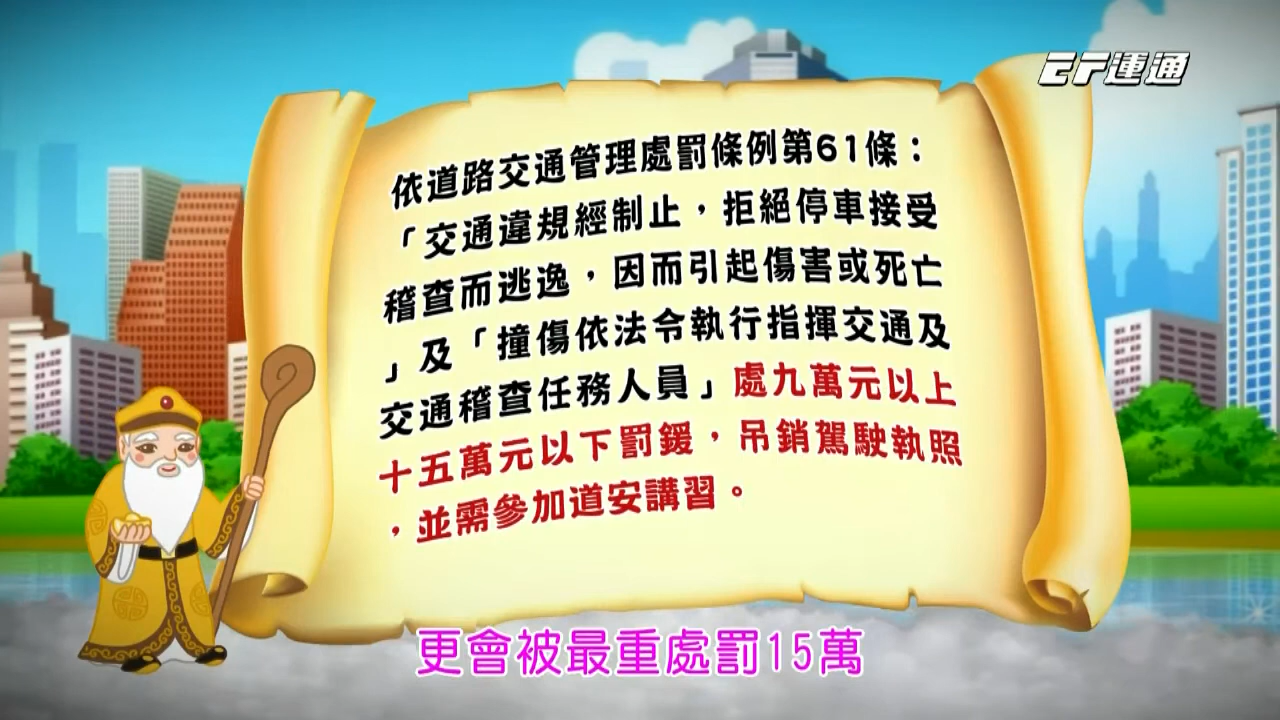 EF運通
依道路交通管理處罰條例第61條：
「交通違規經制止，拒絕停車接受
稽查而逃逸，因而引起傷害或死亡
」及「撞傷依法令執行指揮交通及
交通稽查任務人員」處九萬元以上
十五萬元以下罰鍰，吊銷駕駛執照
，並需參加道安講習。
更會被最重處罰15萬